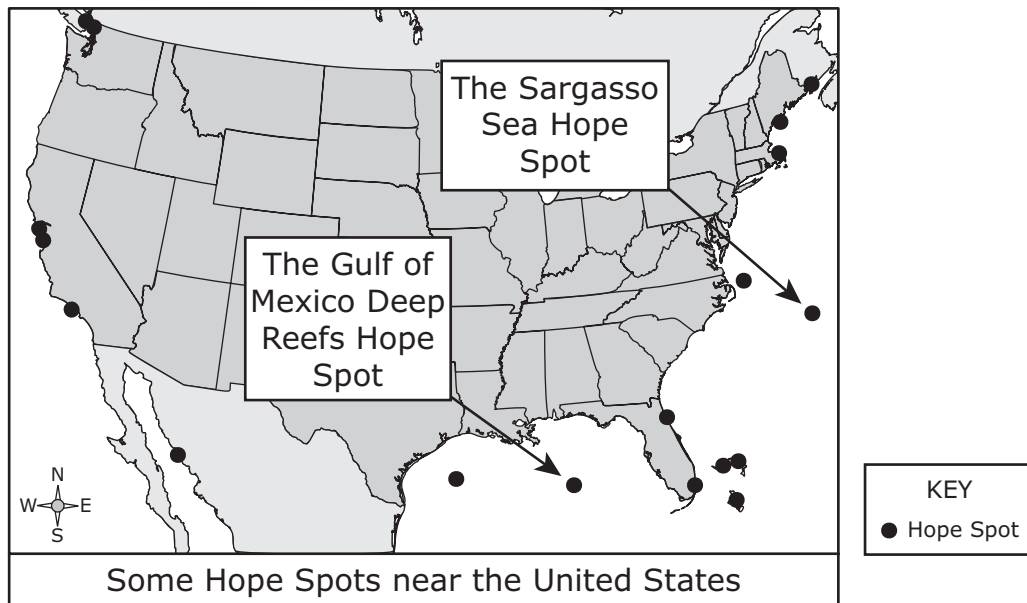 The Sargasso
Sea Hope
Spot
The Gulf of
Mexico Deep
Reefs Hope
Spot
N
W E
S
KEY
Hope Spot
Some Hope Spots near the United States